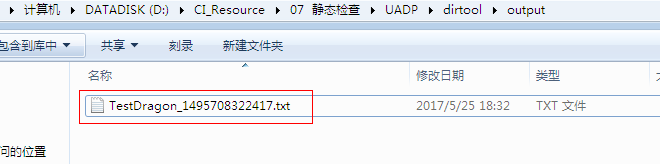 计算机 ▸ DATADISK (D:) ▸ CI_Resource ▸ 07 静态检查 ▸ UADP ▸ dirtool ▸ output
包含到库中 共享 刻录 新建文件夹
名称 修改日期 类型
TestDragon_1495708322417.txt 2017/5/25 18:32 TXT 文件
问的位置